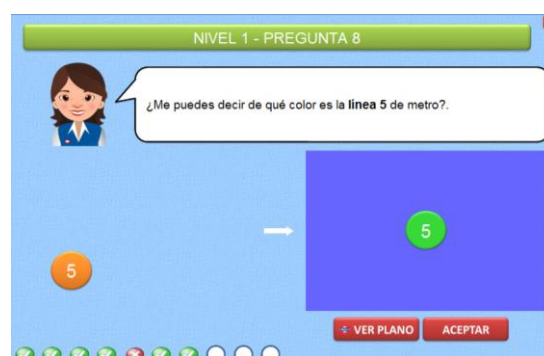 NIVEL 1 - PREGUNTA 8
¿Me puedes decir de qué color es la linea 5 de metro?.
5
5
VER PLANO
ACEPTAR